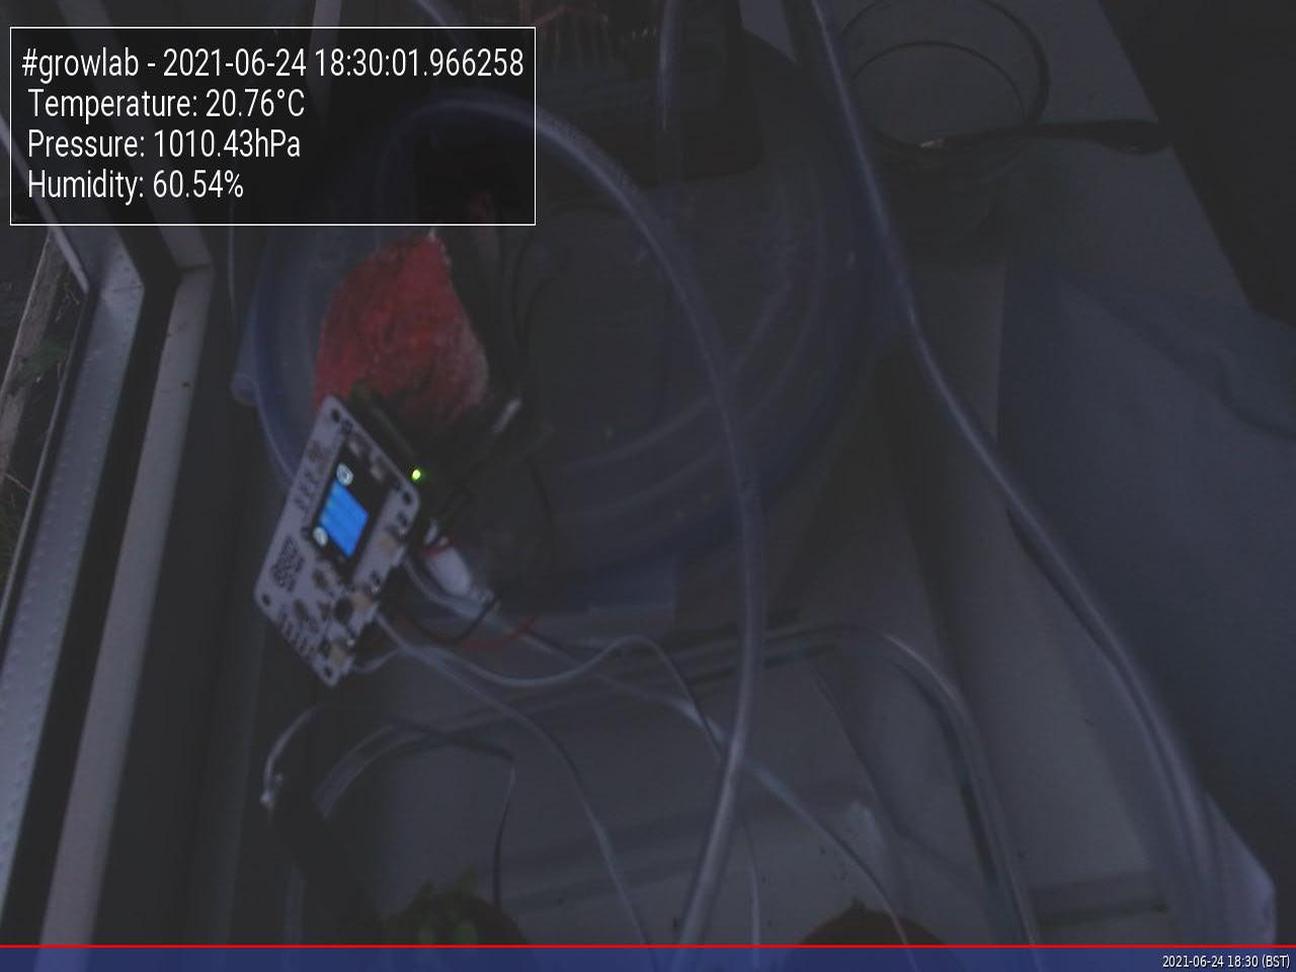 #growlab - 2021-06-24 18:30:01.966258
Temperature: 20.76°C
Pressure: 1010.43hPa
Humidity: 60.54%
2021-06-24 18:30 (BST)